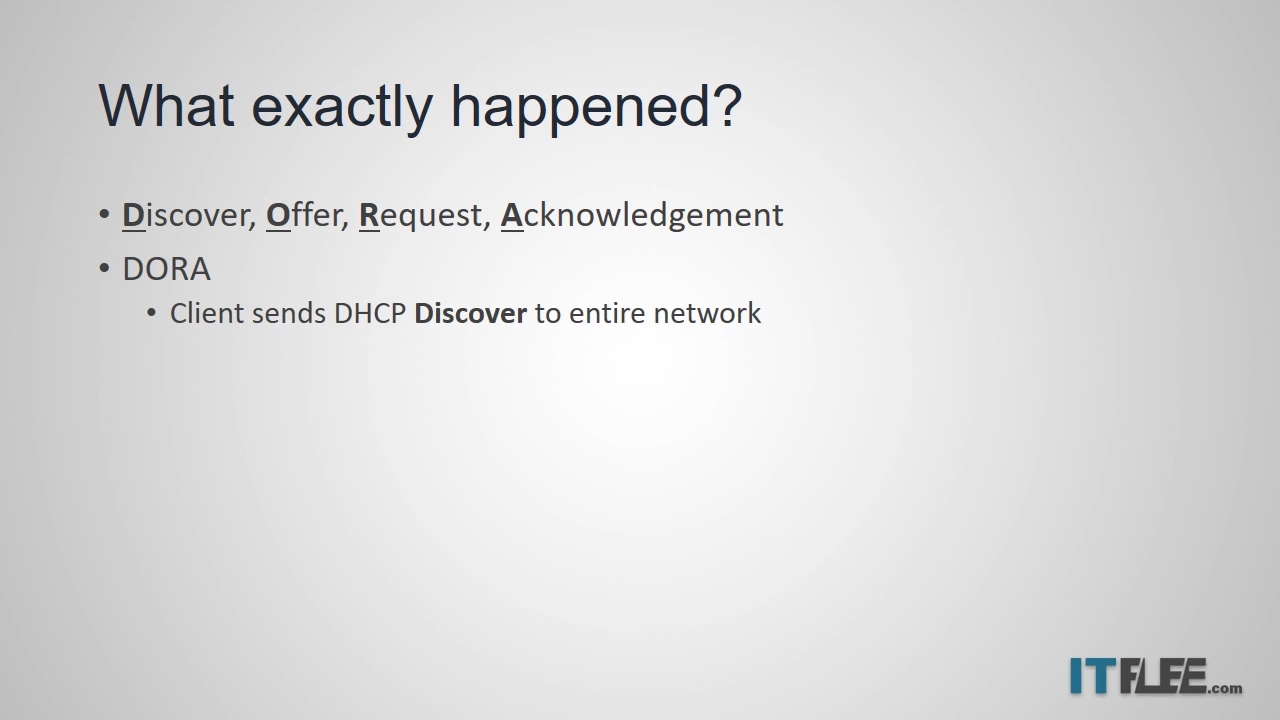 What exactly happened?
• Discover, Offer, Request, Acknowledgement
• DORA
• Client sends DHCP Discover to entire network
ITFLEE.com